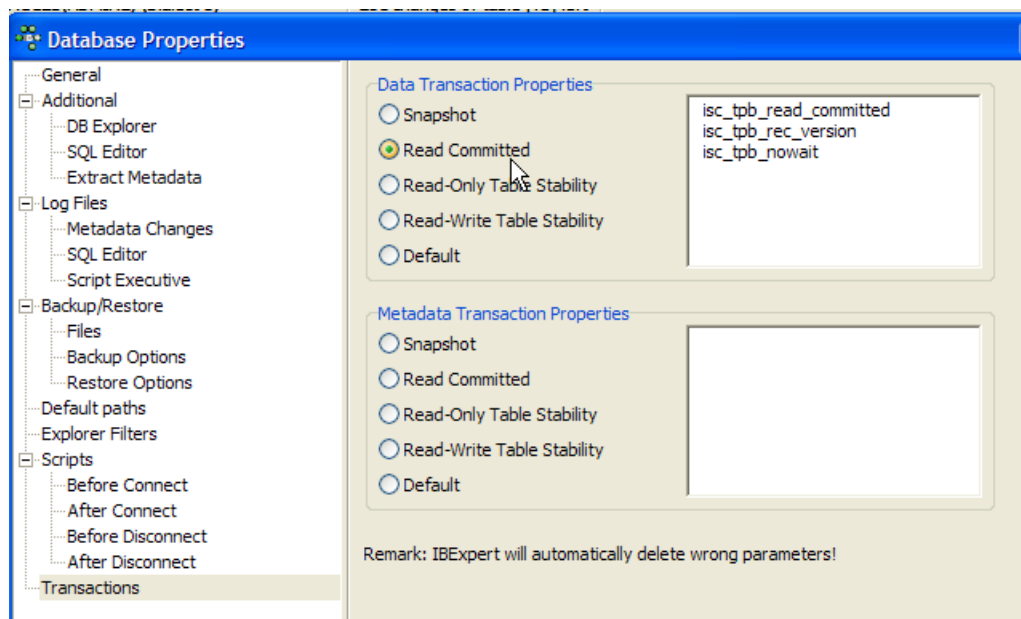 Database Properties
General
Additional
DB Explorer
SQL Editor
Extract Metadata
Log Files
Metadata Changes
SQL Editor
Script Executive
Backup/Restore
Files
Backup Options
Restore Options
Default paths
Explorer Filters
Scripts
Before Connect
After Connect
Before Disconnect
After Disconnect
Transactions
Data Transaction Properties
Snapshot
Read Committed
Read-Only Table Stability
Read-Write Table Stability
Default
isc_tpb_read_committed
isc_tpb_rec_version
isc_tpb_nowait
Metadata Transaction Properties
Snapshot
Read Committed
Read-Only Table Stability
Read-Write Table Stability
Default
Remark: IBExpert will automatically delete wrong parameters!